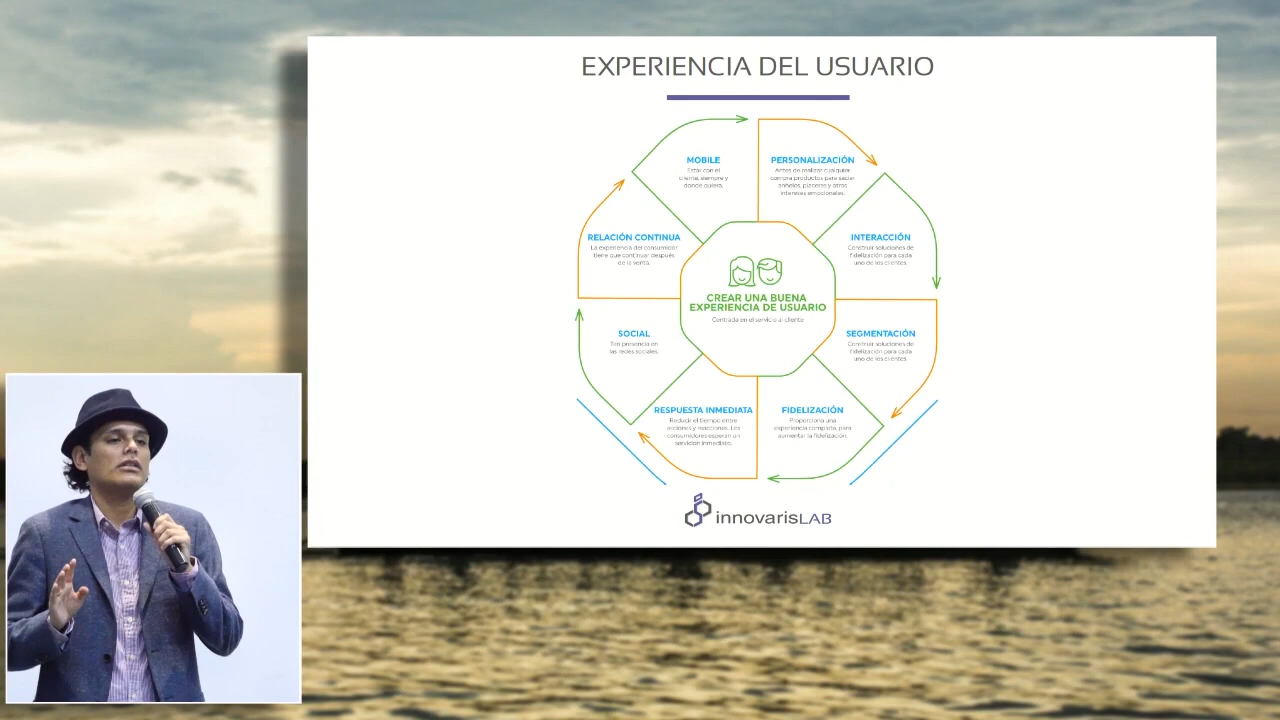 EXPERIENCIA DEL USUARIO
MOBILE
Estar con el
cliente, siempre y
donde quiera.
PERSONALIZACIÓN
Antes de realizar cualquier
compra productos para saciar
anhelos, placeres y otros
intereses emocionales.
INTERACCIÓN
Construir soluciones de
fidelización para cada
uno de los clientes.
SEGMENTACIÓN
Construir soluciones de
fidelización para cada
uno de los clientes.
FIDELIZACIÓN
Proporciona una
experiencia completa, para
aumentar la fidelización.
RESPUESTA INMEDIATA
Reducir el tiempo entre
acciones y reacciones. Los
consumidores esperan un
servicion inmediato.
SOCIAL
Ten presencia en
las redes sociales.
RELACIÓN CONTINUA
La experiencia del consumidor
tiene que continuar después
de la venta.
CREAR UNA BUENA
EXPERIENCIA DE USUARIO
Centrada en el servicio al cliente
innovarisLAB